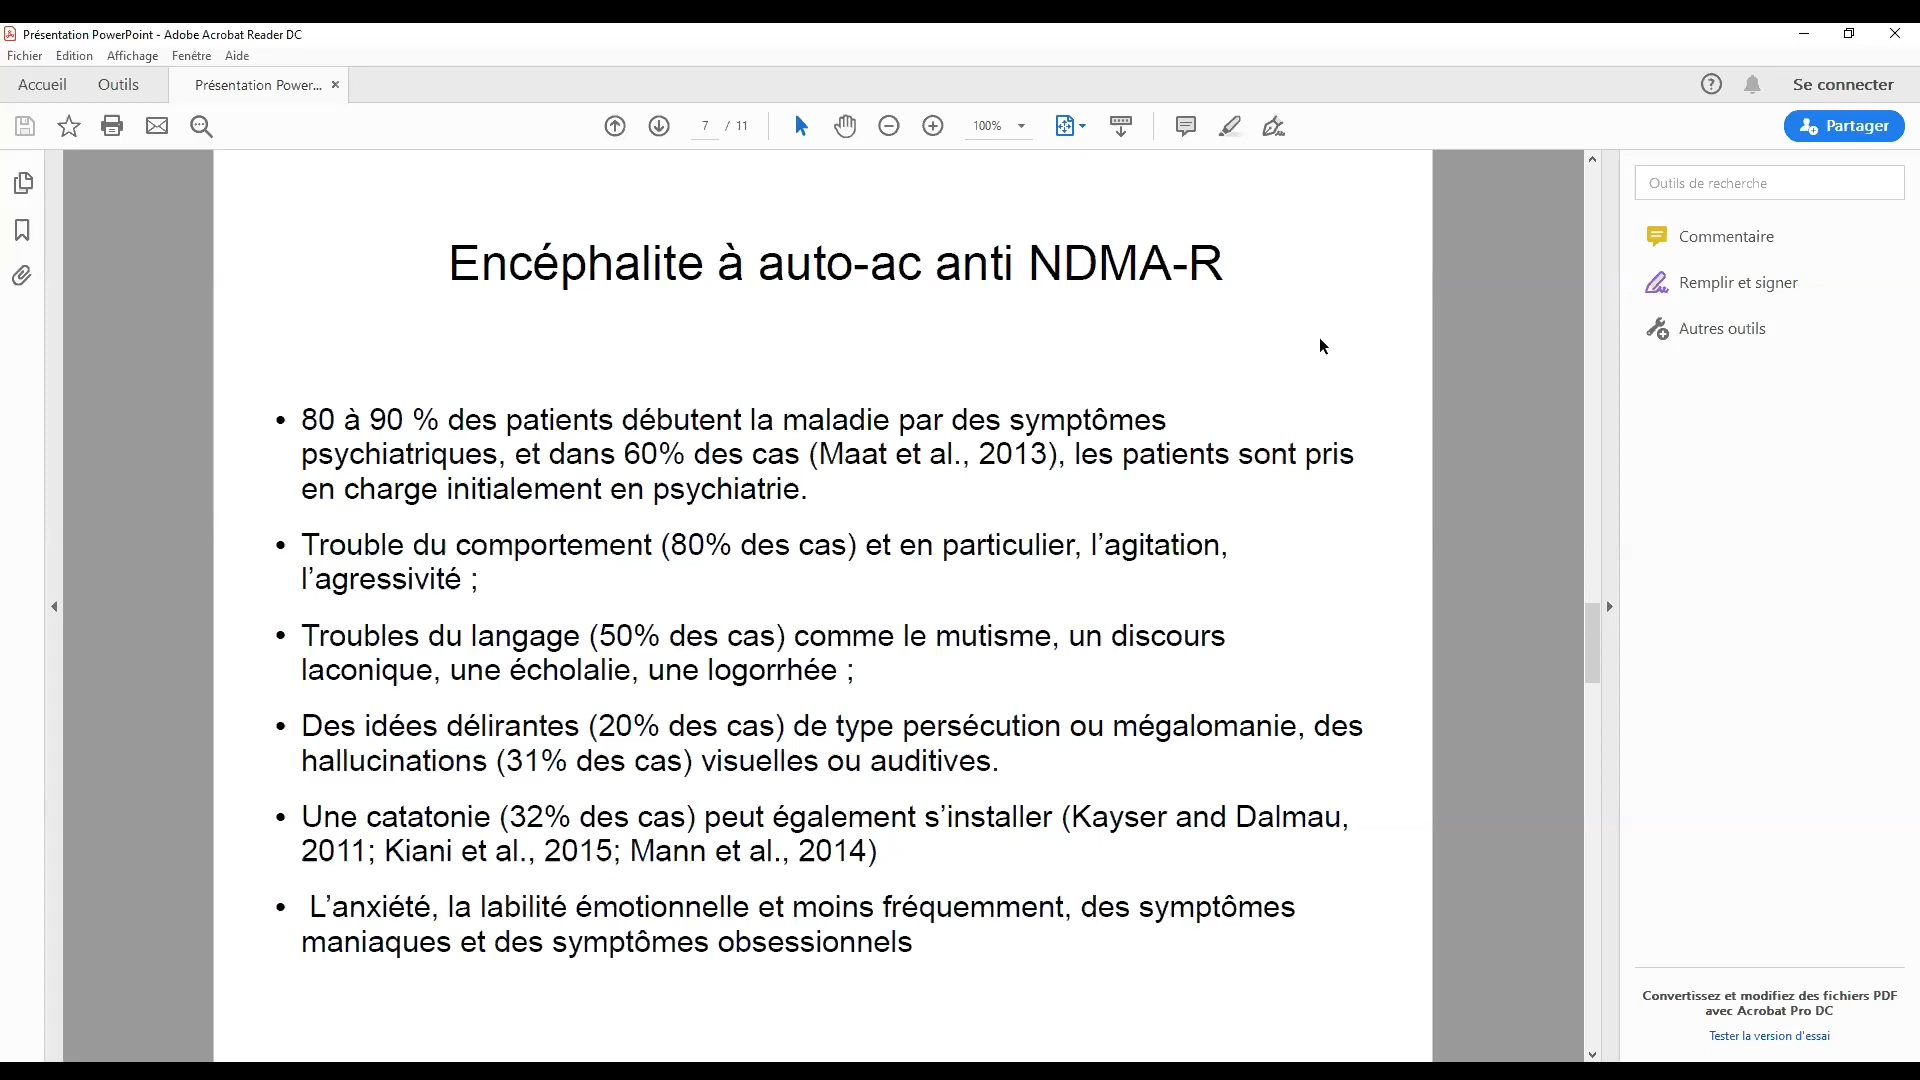 Présentation PowerPoint - Adobe Acrobat Reader DC
Fichier Edition Affichage Fenêtre Aide
Accueil Outils Présentation Power... ×
Se connecter
7 / 11
100%
Partager
Outils de recherche
Commentaire
Remplir et signer
Autres outils
Encéphalite à auto-ac anti NDMA-R
• 80 à 90 % des patients débutent la maladie par des symptômes
psychiatriques, et dans 60% des cas (Maat et al., 2013), les patients sont pris
en charge initialement en psychiatrie.
• Trouble du comportement (80% des cas) et en particulier, l’agitation,
l’agressivité ;
• Troubles du langage (50% des cas) comme le mutisme, un discours
laconique, une écholalie, une logorrhée ;
• Des idées délirantes (20% des cas) de type persécution ou mégalomanie, des
hallucinations (31% des cas) visuelles ou auditives.
• Une catatonie (32% des cas) peut également s’installer (Kayser and Dalmau,
2011; Kiani et al., 2015; Mann et al., 2014)
• L’anxiété, la labilité émotionnelle et moins fréquemment, des symptômes
maniaques et des symptômes obsessionnels
Convertissez et modifiez des fichiers PDF
avec Acrobat Pro DC
Tester la version d'essai